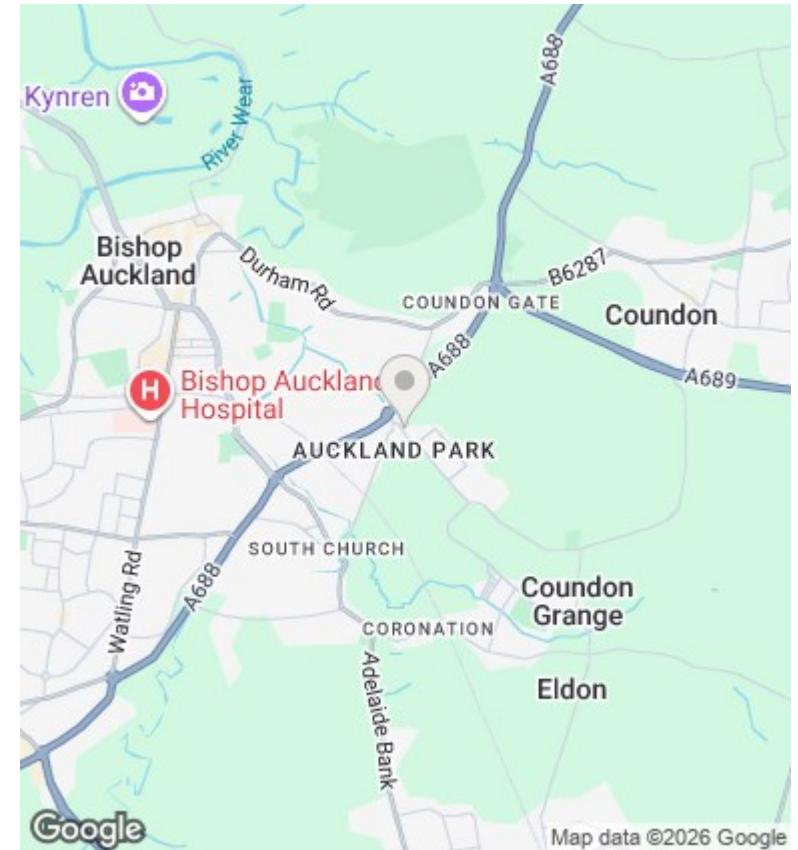 A688
Kynren
River Wear
Bishop
Auckland
Durham Rd
B6287
COUNDON GATE
Coundon
A688
A689
H
Bishop Auckland
Hospital
AUCKLAND PARK
SOUTH CHURCH
A688
Watling Rd
Coundon
Grange
CORONATION
Eldon
Adelaide Bank
Google
Map data ©2026 Google